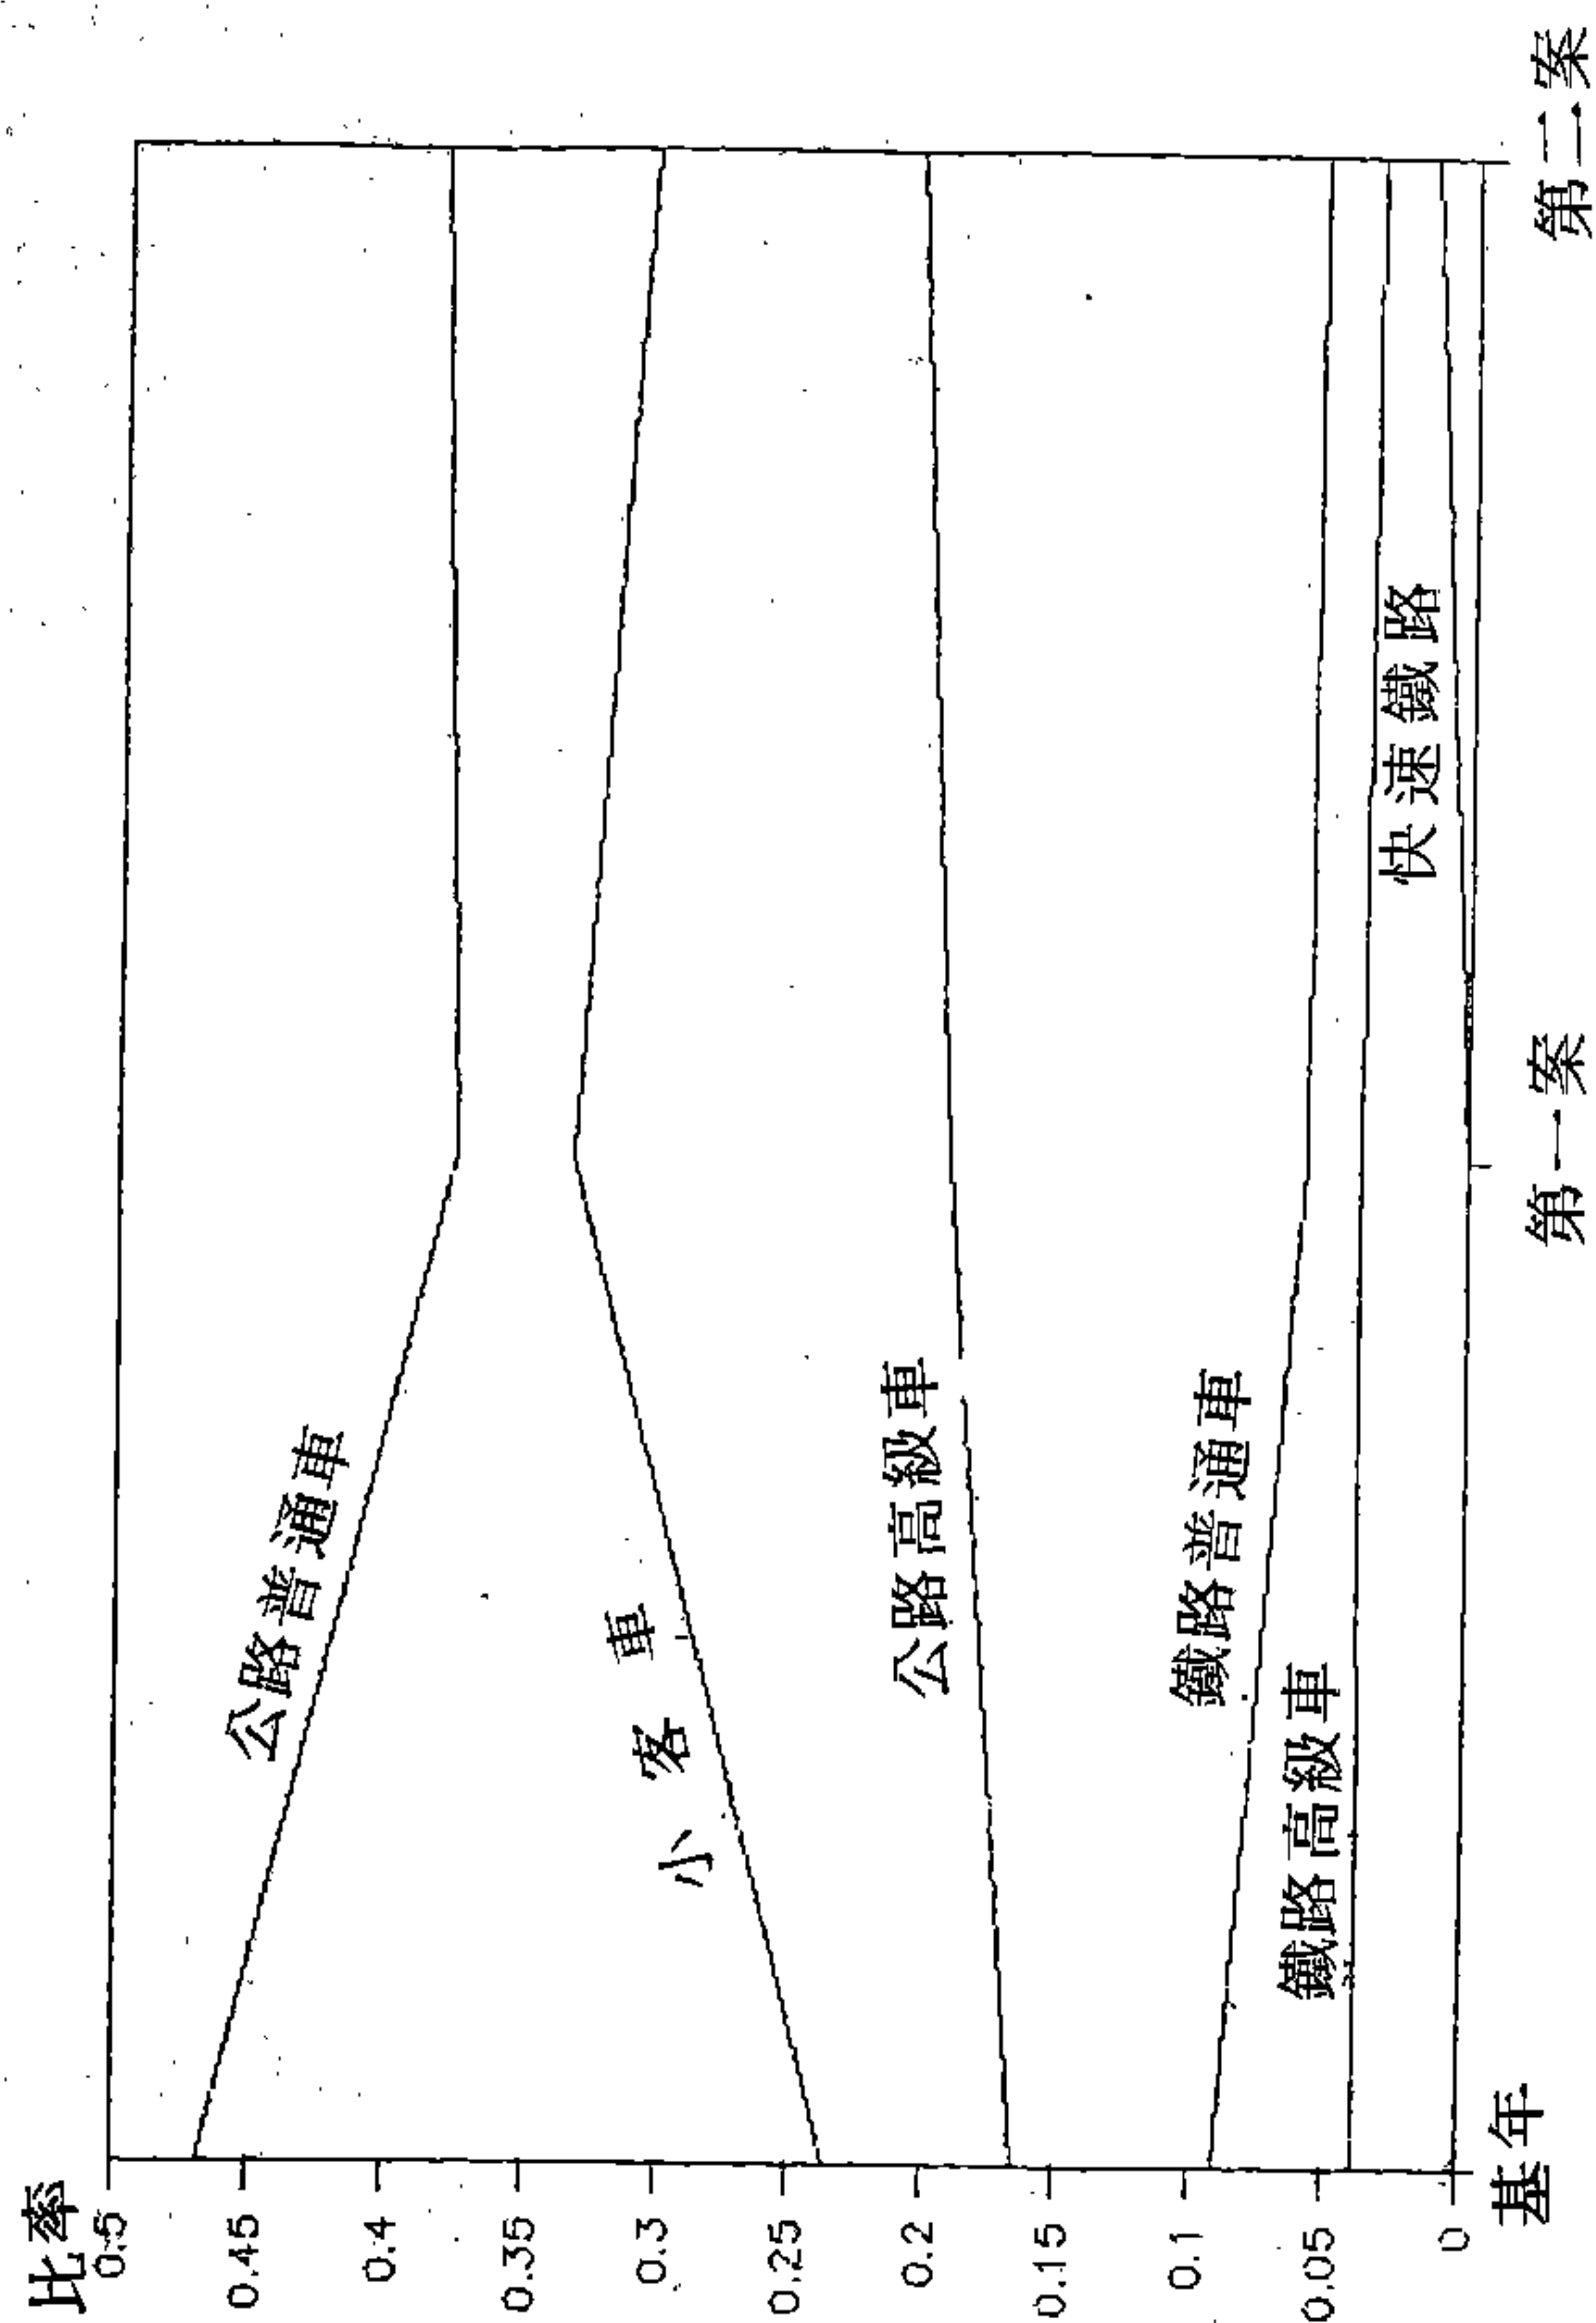 比率
0.5
0.45
0.4
0.35
0.3
0.25
0.2
0.15
0.1
0.05
0
公路普通車
小客車
公路高級車
鐵路普通車
鐵路高級車
快速鐵路
基年
第一案
第二案